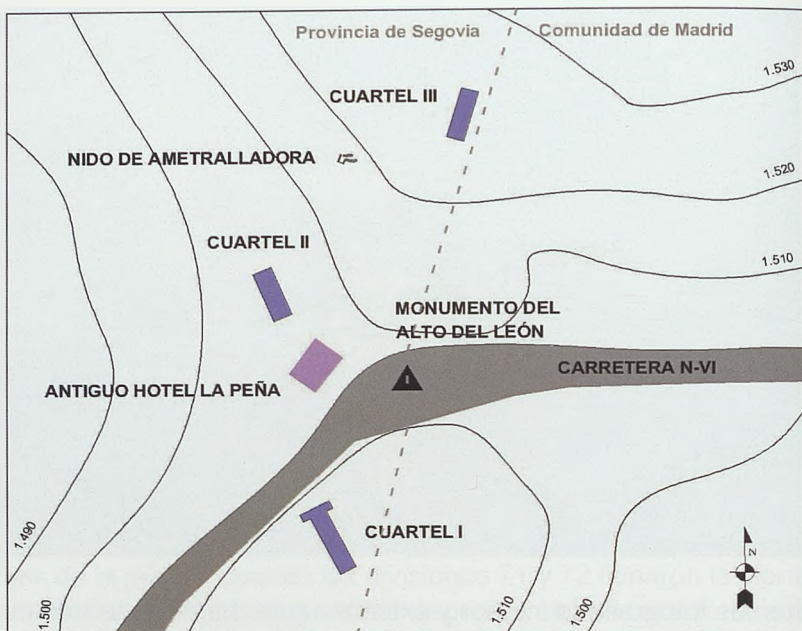 Provincia de Segovia
Comunidad de Madrid
1.530
CUARTEL III
NIDO DE AMETRALLADORA
1.520
CUARTEL II
1.510
MONUMENTO DEL
ALTO DEL LEÓN
CARRETERA N-VI
ANTIGUO HOTEL LA PEÑA
CUARTEL I
1.490
1.500
1.510
1.500
N